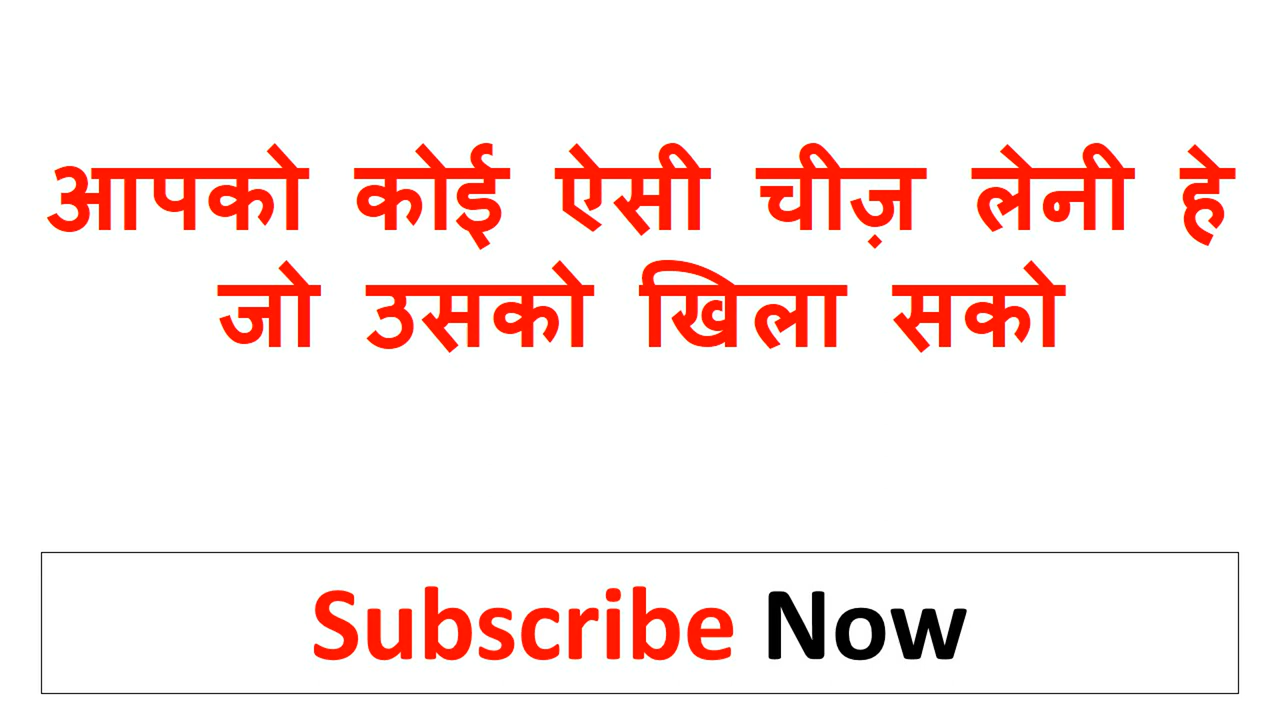 आपको कोई ऐसी चीज़ लेनी हे
जो उसको खिला सको
Subscribe Now